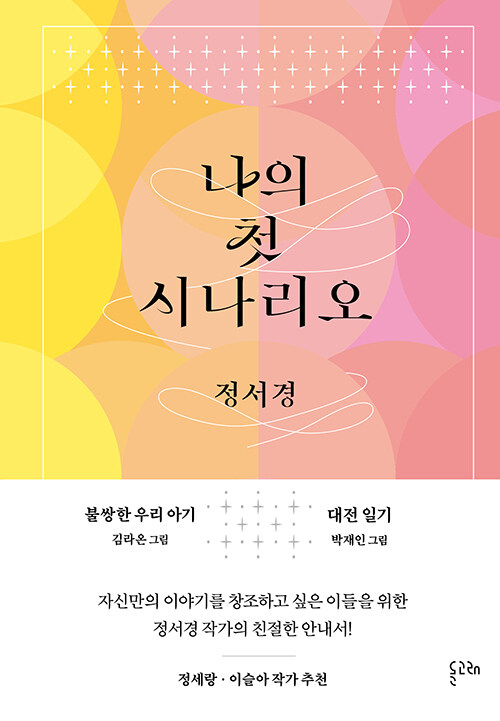 나의
첫
시나리오
정서경
불쌍한 우리 아기
김라온 그림
대전 일기
박재인 그림
자신만의 이야기를 창조하고 싶은 이들을 위한
정서경 작가의 친절한 안내서!
정세랑 · 이슬아 작가 추천
돌고래